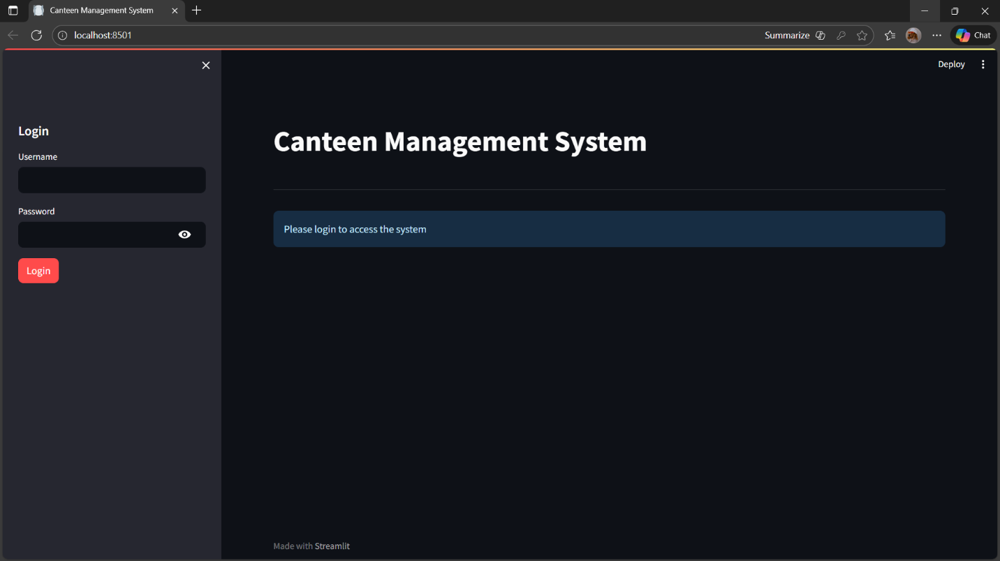 Canteen Management System
localhost:8501
Summarize
Chat
Deploy
Login
Username
Password
Login
Canteen Management System
Please login to access the system
Made with Streamlit